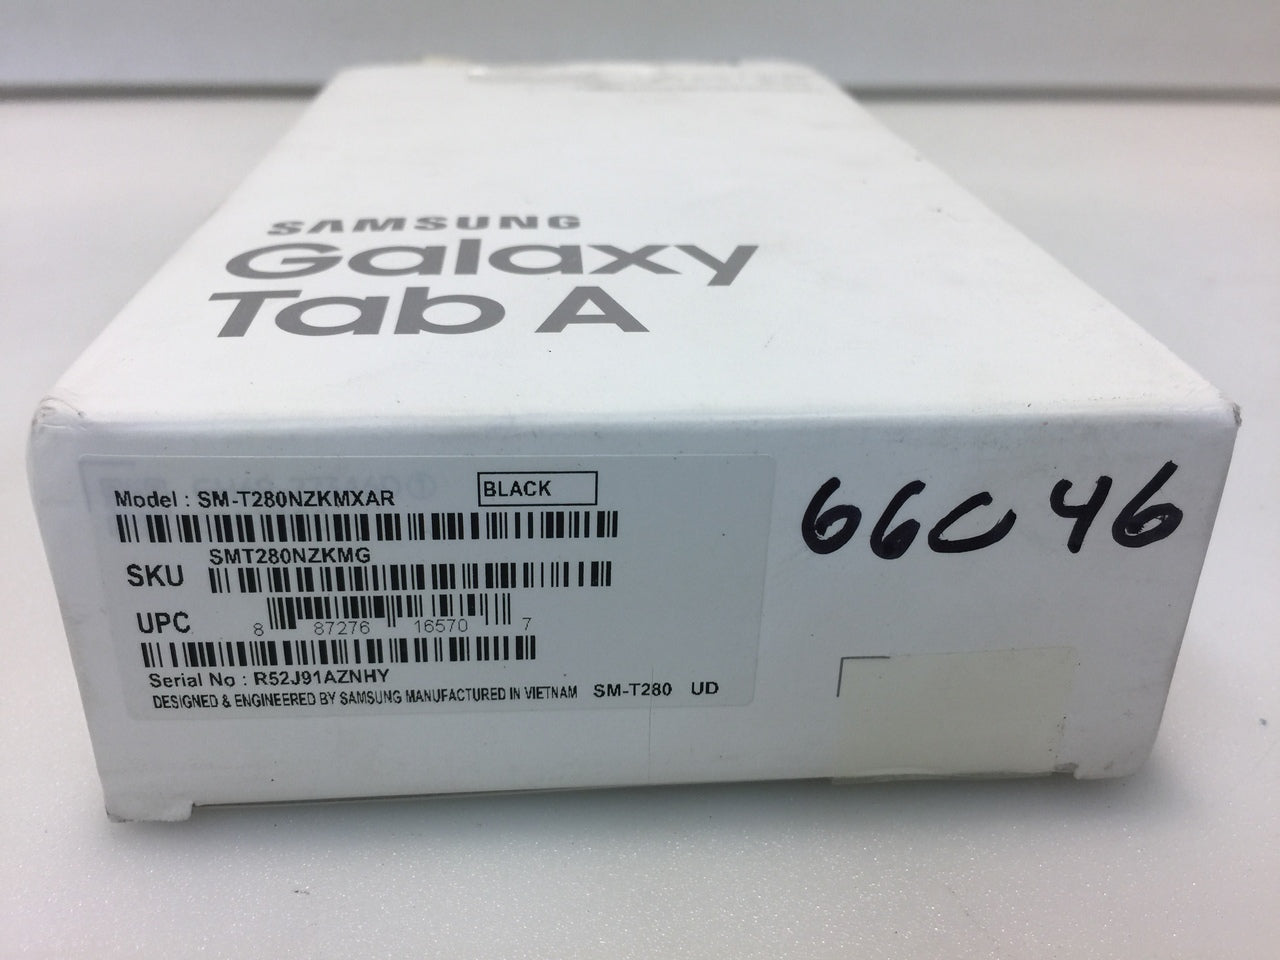 SAMSUNG
Galaxy
Tab A
Model : SM-T280NZKMXAR
BLACK
SMT280NZKMG
SKU
UPC
8 87276 16570 7
Serial No : R52J91AZNHY
DESIGNED & ENGINEERED BY SAMSUNG MANUFACTURED IN VIETNAM SM-T280 UD
66C46